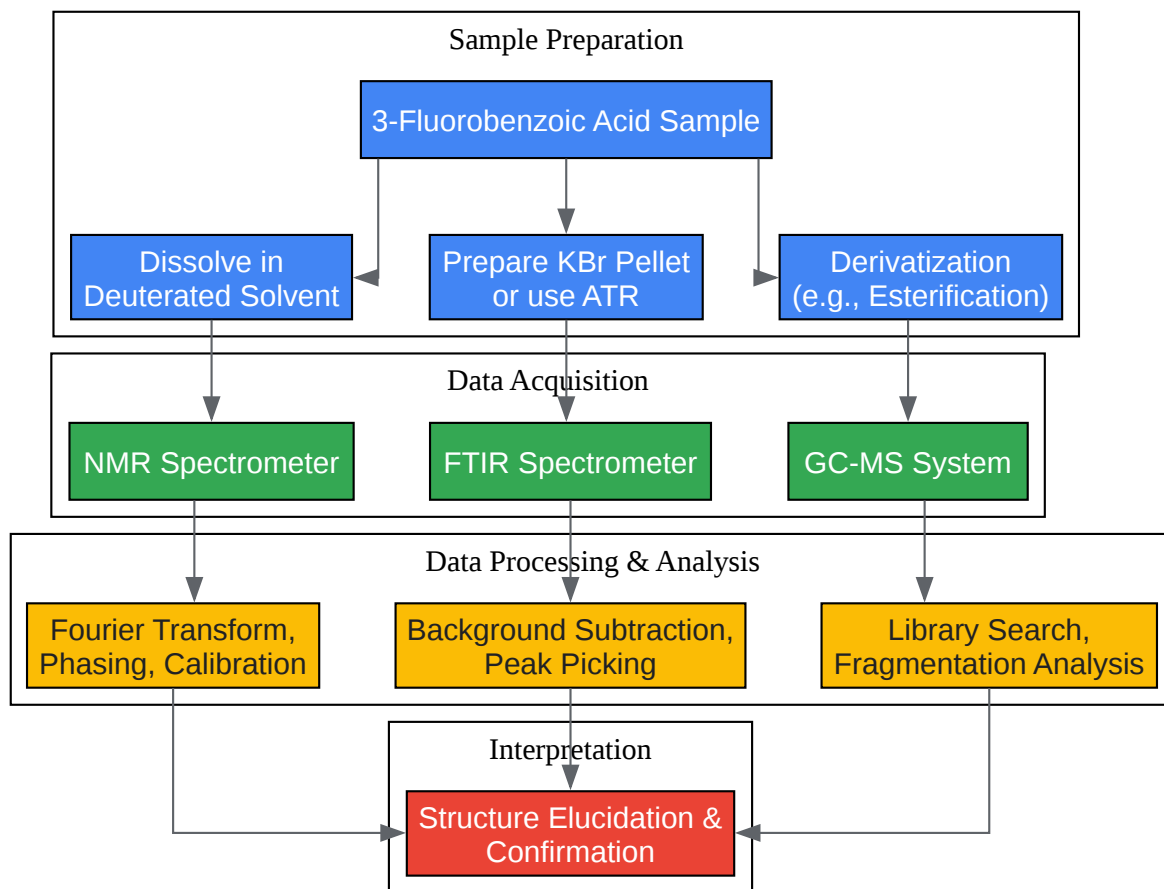 Sample Preparation
3-Fluorobenzoic Acid Sample
Dissolve in
Deuterated Solvent
Prepare KBr Pellet
or use ATR
Derivatization
(e.g., Esterification)
Data Acquisition
NMR Spectrometer
FTIR Spectrometer
GC-MS System
Data Processing & Analysis
Fourier Transform,
Phasing, Calibration
Background Subtraction,
Peak Picking
Library Search,
Fragmentation Analysis
Interpretation
Structure Elucidation &
Confirmation